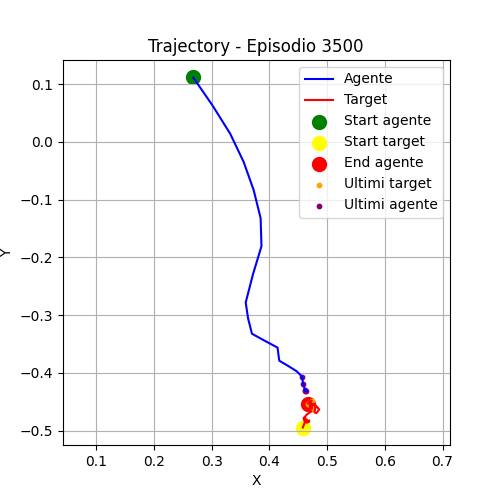 Trajectory - Episodio 3500
Agente
Target
Start agente
Start target
End agente
Ultimi target
Ultimi agente
Y
0.1
0.0
−0.1
−0.2
−0.3
−0.4
−0.5
0.1
0.2
0.3
0.4
0.5
0.6
0.7
X